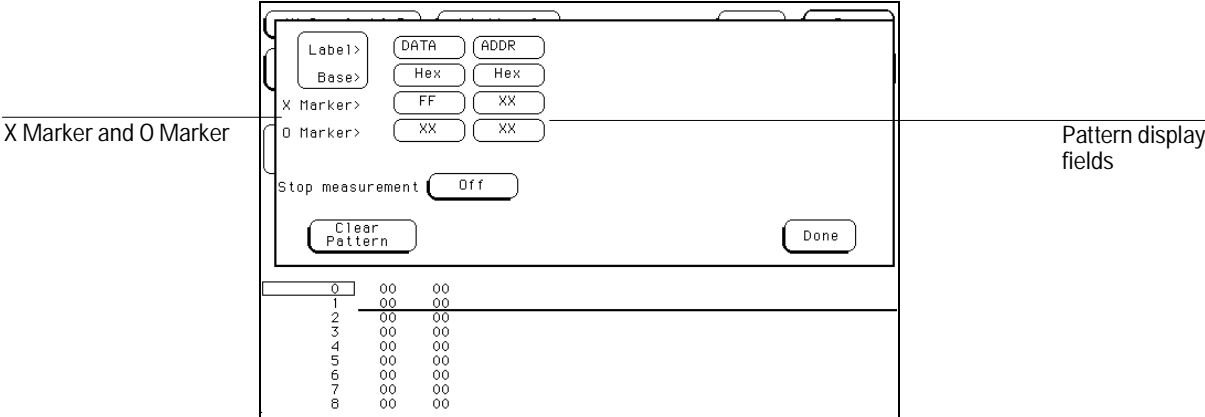 Label> DATA ADDR
Base> Hex Hex
X Marker> FF XX
O Marker> XX XX
X Marker and O Marker
Pattern display
fields
Stop measurement Off
Clear
Pattern
Done
0 00 00
1 00 00
2 00 00
3 00 00
4 00 00
5 00 00
6 00 00
7 00 00
8 00 00